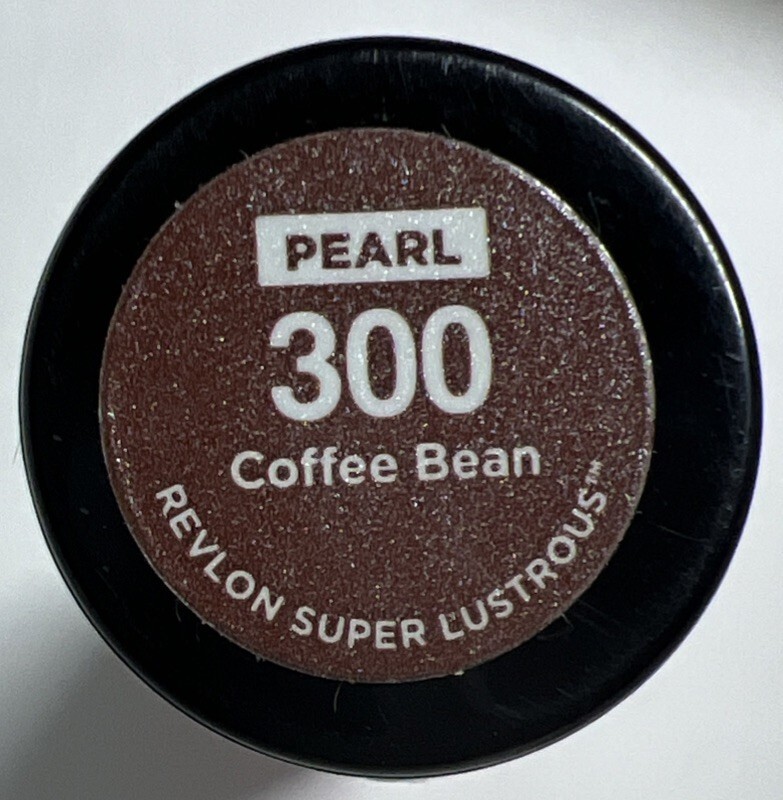 PEARL
300
Coffee Bean
REVLON SUPER LUSTROUS™